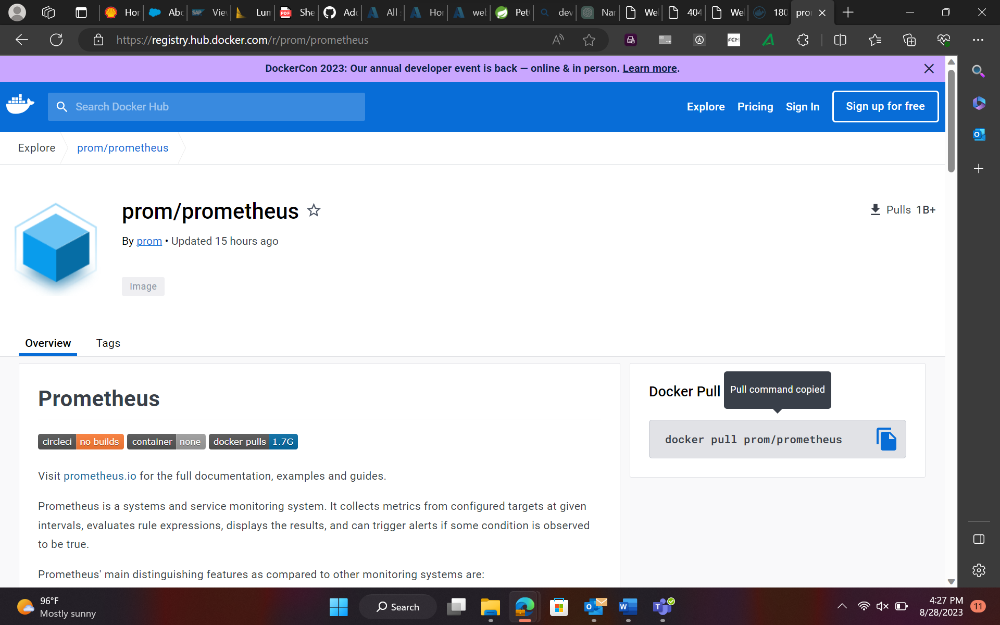 Hor
Abc
SAP
View
Lun
PDF
She
Ad
All
Hor
wel
Pet
dev
Nar
We
404
We
180
pro
https://registry.hub.docker.com/r/prom/prometheus
FCM
DockerCon 2023: Our annual developer event is back — online & in person. Learn more.
Search Docker Hub
Explore
Pricing
Sign In
Sign up for free
Explore
prom/prometheus
prom/prometheus
Pulls 1B+
By prom • Updated 15 hours ago
Image
Overview
Tags
Prometheus
Docker Pull
Pull command copied
circleci no builds
container none
docker pulls 1.7G
docker pull prom/prometheus
Visit prometheus.io for the full documentation, examples and guides.
Prometheus is a systems and service monitoring system. It collects metrics from configured targets at given
intervals, evaluates rule expressions, displays the results, and can trigger alerts if some condition is observed
to be true.
Prometheus' main distinguishing features as compared to other monitoring systems are:
96°F
Mostly sunny
Search
4:27 PM
8/28/2023
11